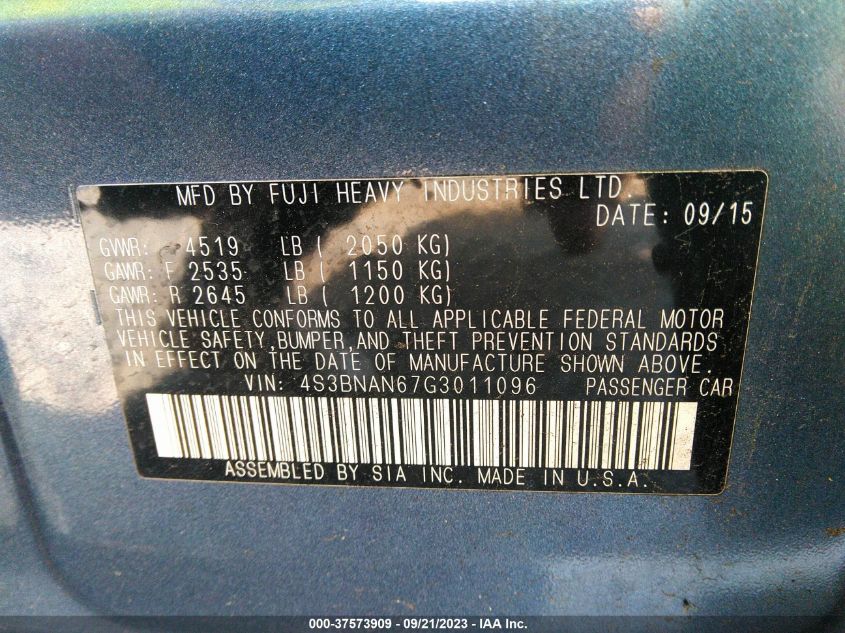 MFD BY FUJI HEAVY INDUSTRIES LTD.
DATE: 09/15
GVWR: 4519 LB ( 2050 KG)
GAWR: F 2535 LB ( 1150 KG)
GAWR: R 2645 LB ( 1200 KG)
THIS VEHICLE CONFORMS TO ALL APPLICABLE FEDERAL MOTOR
VEHICLE SAFETY,BUMPER,AND THEFT PREVENTION STANDARDS
IN EFFECT ON THE DATE OF MANUFACTURE SHOWN ABOVE.
VIN: 4S3BNAN67G3011096 PASSENGER CAR
ASSEMBLED BY SIA INC. MADE IN U.S.A.
000-37573909 - 09/21/2023 - IAA Inc.